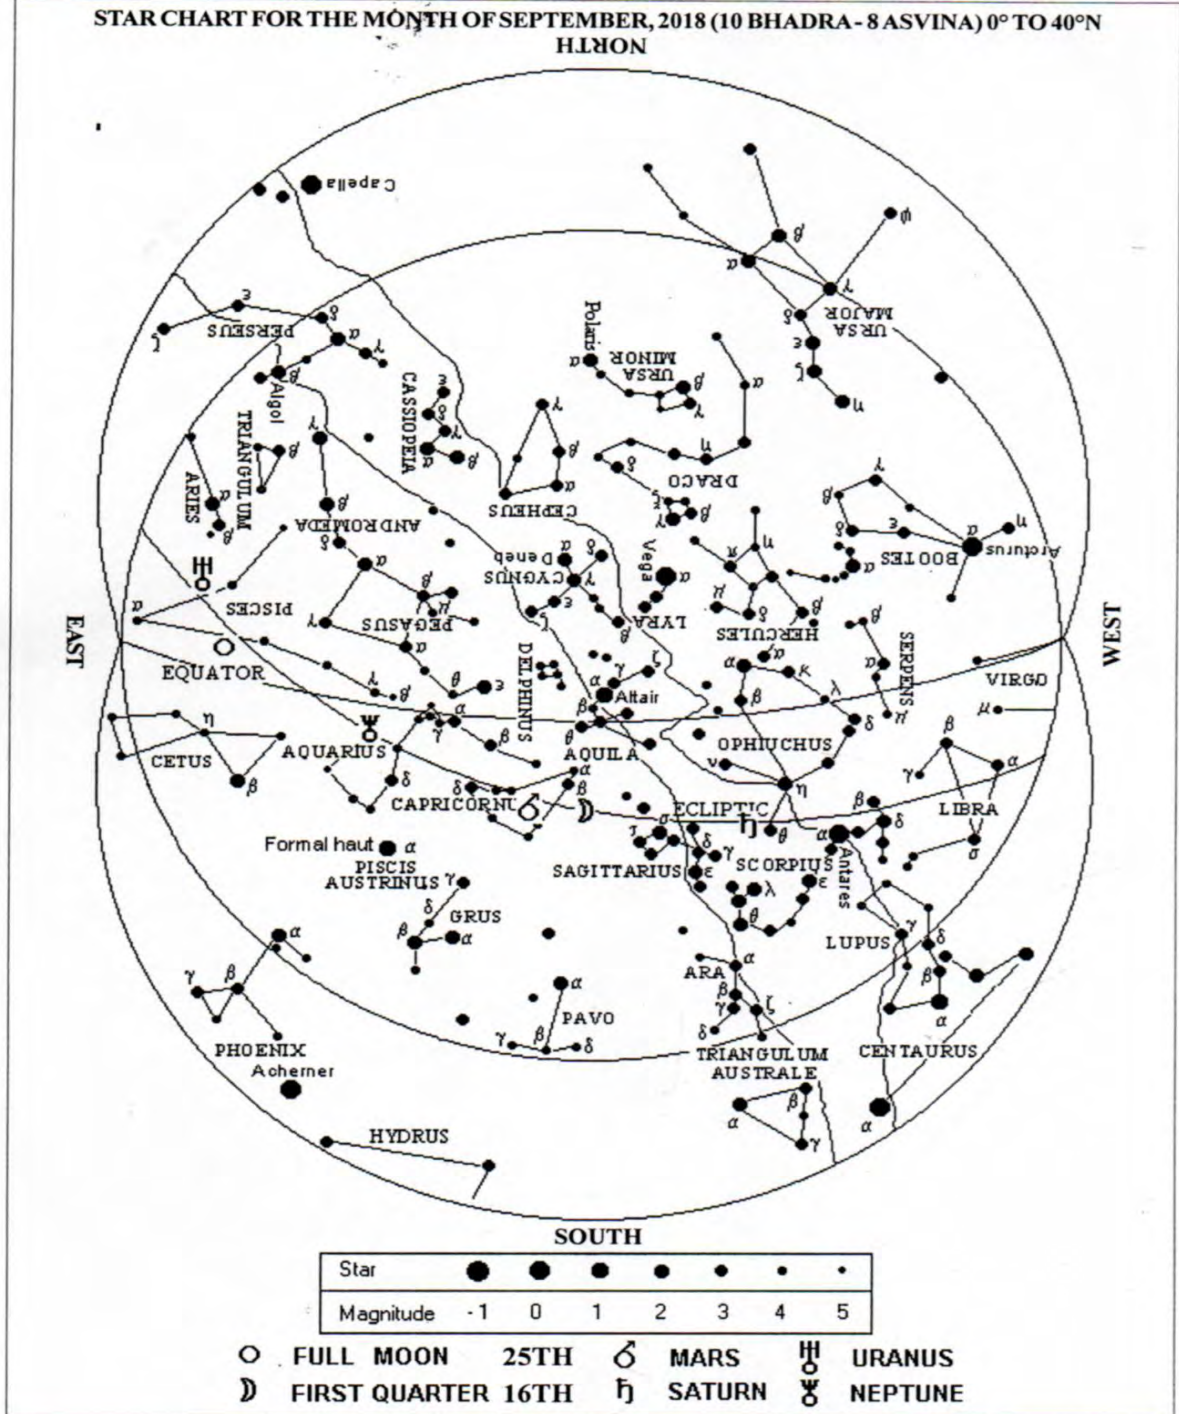 STAR CHART FOR THE MONTH OF SEPTEMBER, 2018 (10 BHADRA - 8 ASVINA) 0° TO 40°N
NORTH
Capella
ψ
β
α
γ
URSA
MAJOR
δ
ε
ζ
η
ε
PERSEUS
δ
α
γ
ζ
β
Algol
Polaris
α
URSA
MINOR
β
γ
CASSIOPEIA
ε
δ
γ
α
β
γ
β
α
CEPHEUS
α
η
δ
DRACO
ξ
β
γ
TRIANGULUM
β
ARIES
α
β
γ
β
ANDROMEDA
δ
α
γ
β
δ
ε
α
η
BOOTES
Arcturus
α
Deneb
α
δ
CYGNUS
γ
ε
ζ
β
Vega
α
LYRA
η
π
μ
δ
β
HERCULES
PISCES
α
γ
β
β
μ
PEGASUS
γ
α
θ
ε
EAST
WEST
EQUATOR
DELPHINUS
γ
ζ
α
Altair
β
θ
AQUILA
α
α
κ
β
λ
δ
OPHIUCHUS
ν
η
θ
β
SERPENS
α
μ
VIRGO
μ
η
CETUS
β
AQUARIUS
α
γ
β
δ
CAPRICORNU
α
β
δ
ECLIPTIC
LIBRA
β
γ
α
σ
Formal haut
α
PISCIS
AUSTRINUS
SAGITTARIUS
σ
τ
δ
γ
ε
SCORPIUS
α
β
δ
Antares
ε
λ
θ
γ
δ
GRUS
β
α
LUPUS
γ
δ
β
α
α
γ
β
PHOENIX
Acherner
α
PAVO
γ
β
δ
ARA
α
β
γ
ζ
δ
TRIANGULUM
AUSTRALE
β
α
γ
CENTAURUS
α
HYDRUS
SOUTH
Star
Magnitude -1 0 1 2 3 4 5
FULL MOON 25TH ♂ MARS ♅ URANUS
FIRST QUARTER 16TH ♄ SATURN NEPTUNE